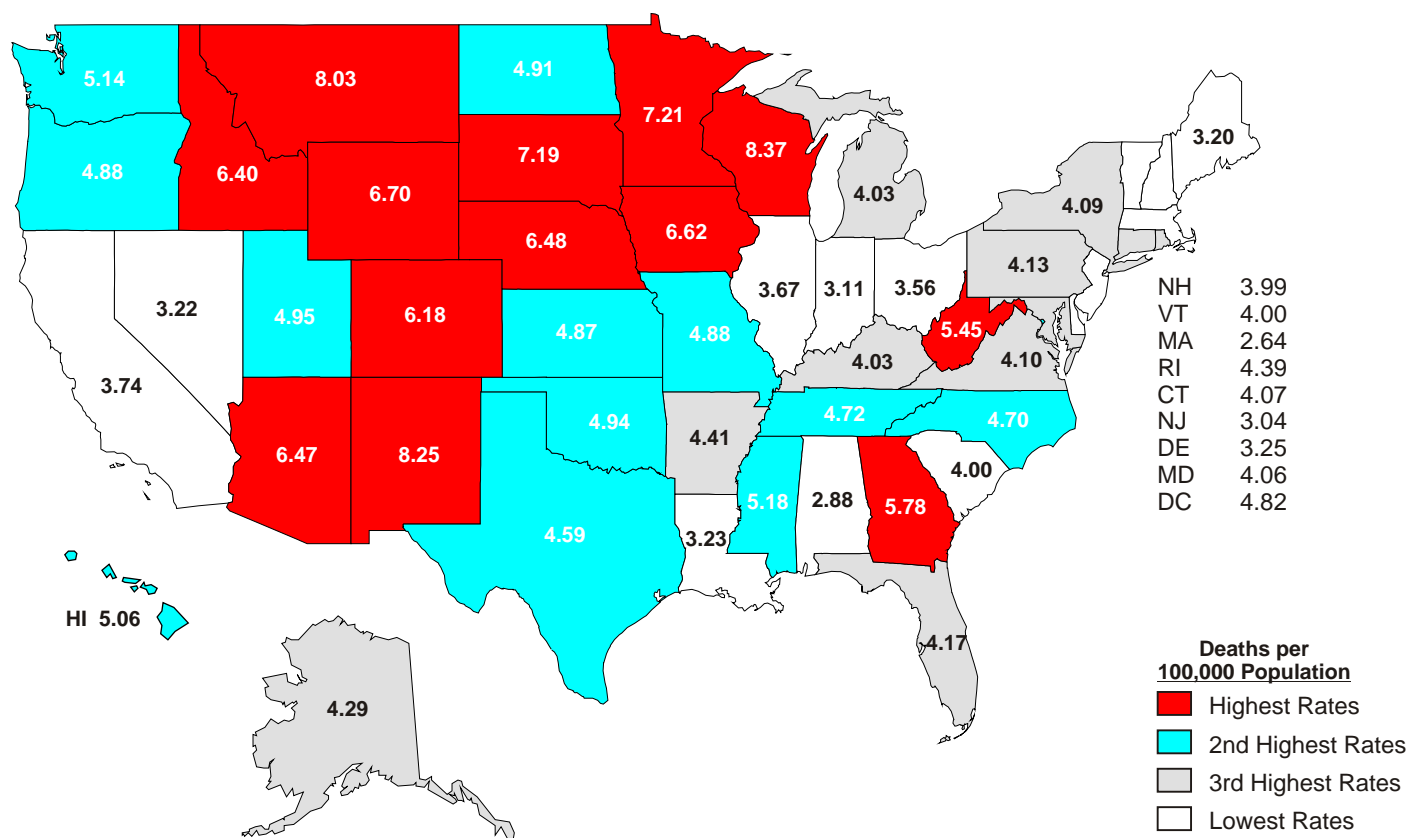 5.14
8.03
4.91
7.21
8.37
3.20
4.88
6.40
6.70
7.19
4.03
4.09
6.48
6.62
4.13
3.22
4.95
6.18
4.87
4.88
3.67
3.11
3.56
5.45
4.10
3.74
4.03
6.47
8.25
4.94
4.41
4.72
4.70
4.00
4.59
3.23
5.18
2.88
5.78
4.17
HI 5.06
4.29
NH 3.99
VT 4.00
MA 2.64
RI 4.39
CT 4.07
NJ 3.04
DE 3.25
MD 4.06
DC 4.82
Deaths per
100,000 Population
Highest Rates
2nd Highest Rates
3rd Highest Rates
Lowest Rates